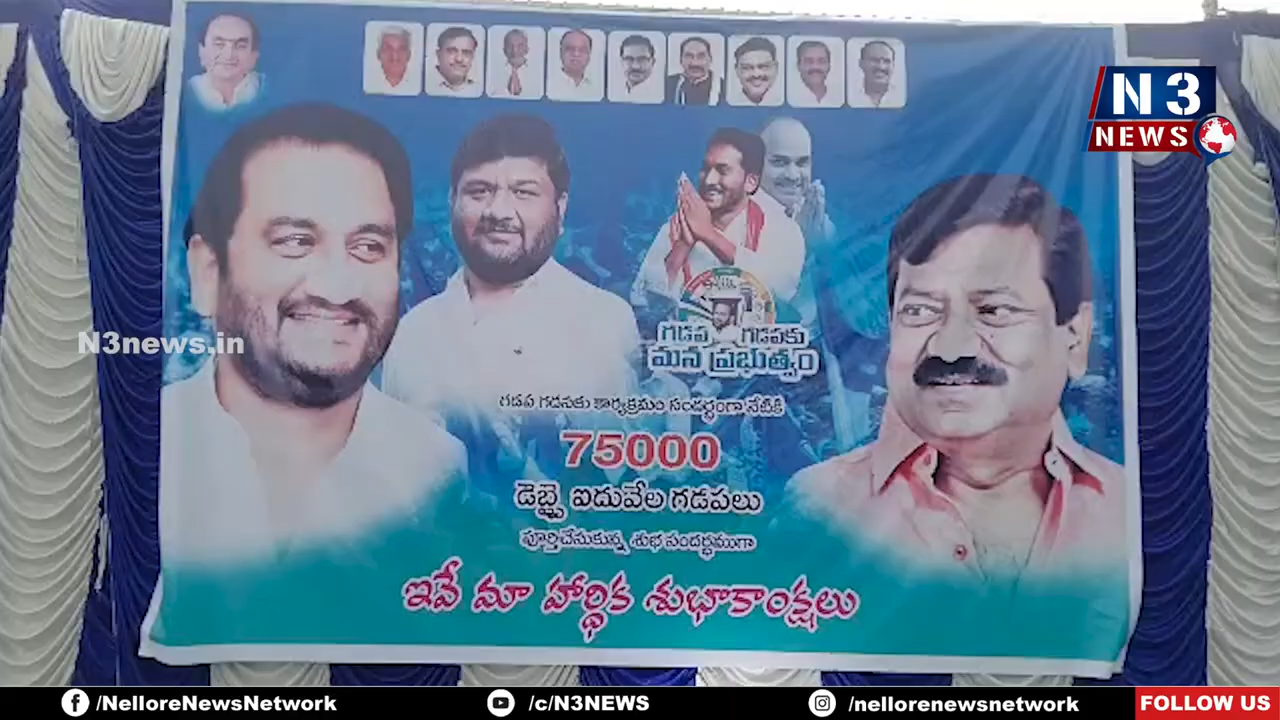 N3
NEWS
N3news.in
గడప గడపకు
మన ప్రభుత్వం
గడప గడపకు కార్యక్రమం సందర్భంగా నేటికి
75000
డెబ్బై ఐదువేల గడపలు
పూర్తిచేసుకున్న శుభ సందర్భముగా
ఇవే మా హార్థిక శుభాకాంక్షలు
/NelloreNewsNetwork
/c/N3NEWS
/nellorenewsnetwork
FOLLOW US